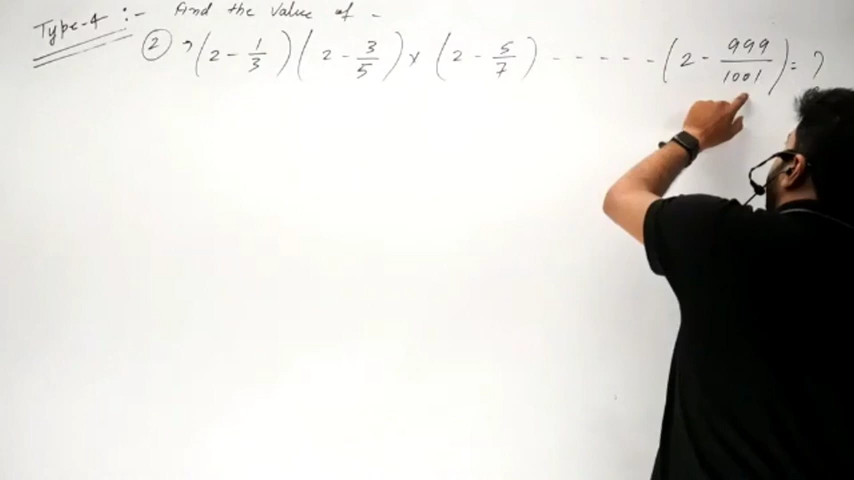 Type-4 :- Find the value of -
(2) ? (2 - 1/3) (2 - 3/5) × (2 - 5/7) ------ (2 - 999/1001) = ?